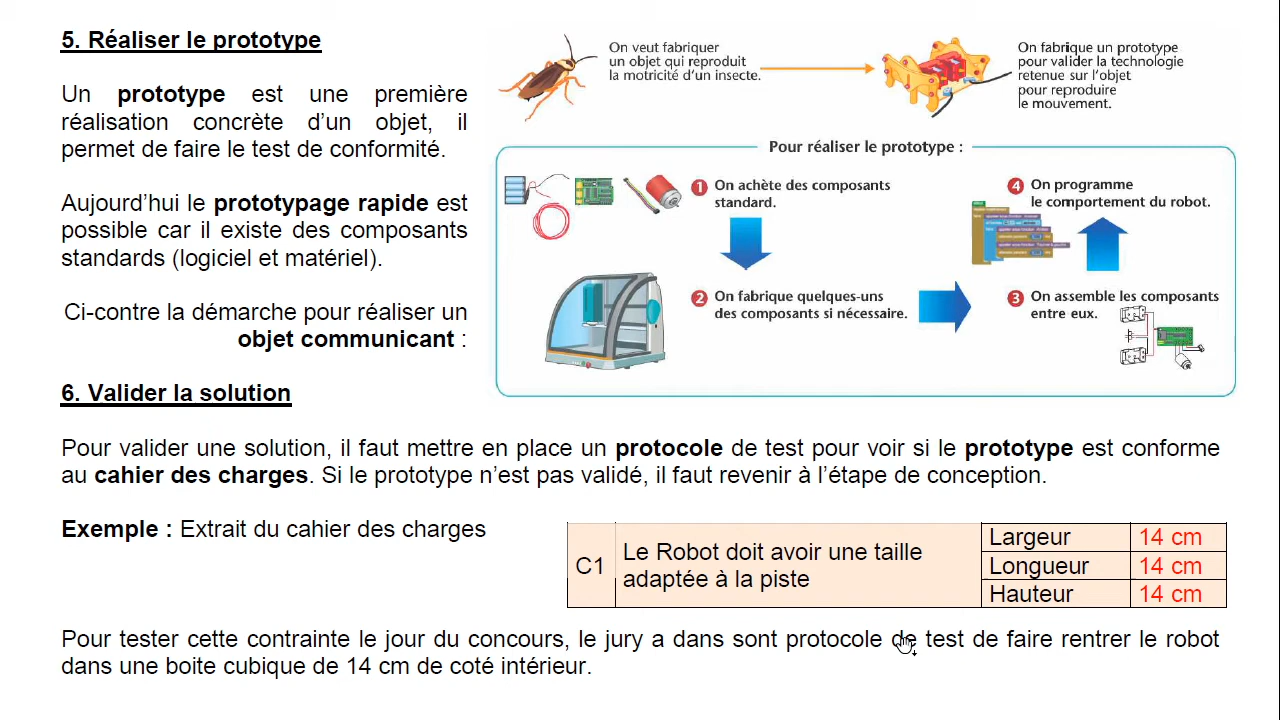 5. Réaliser le prototype
Un prototype est une première
réalisation concrète d'un objet, il
permet de faire le test de conformité.
Aujourd'hui le prototypage rapide est
possible car il existe des composants
standards (logiciel et matériel).
Ci-contre la démarche pour réaliser un
objet communicant :
On veut fabriquer
un objet qui reproduit
la motricité d'un insecte.
On fabrique un prototype
pour valider la technologie
retenue sur l'objet
pour reproduire
le mouvement.
Pour réaliser le prototype :
1 On achète des composants
standard.
2 On fabrique quelques-uns
des composants si nécessaire.
3 On assemble les composants
entre eux.
4 On programme
le comportement du robot.
6. Valider la solution
Pour valider une solution, il faut mettre en place un protocole de test pour voir si le prototype est conforme
au cahier des charges. Si le prototype n'est pas validé, il faut revenir à l'étape de conception.
Exemple : Extrait du cahier des charges
C1
Le Robot doit avoir une taille
adaptée à la piste
Largeur 14 cm
Longueur 14 cm
Hauteur 14 cm
Pour tester cette contrainte le jour du concours, le jury a dans sont protocole de test de faire rentrer le robot
dans une boite cubique de 14 cm de coté intérieur.